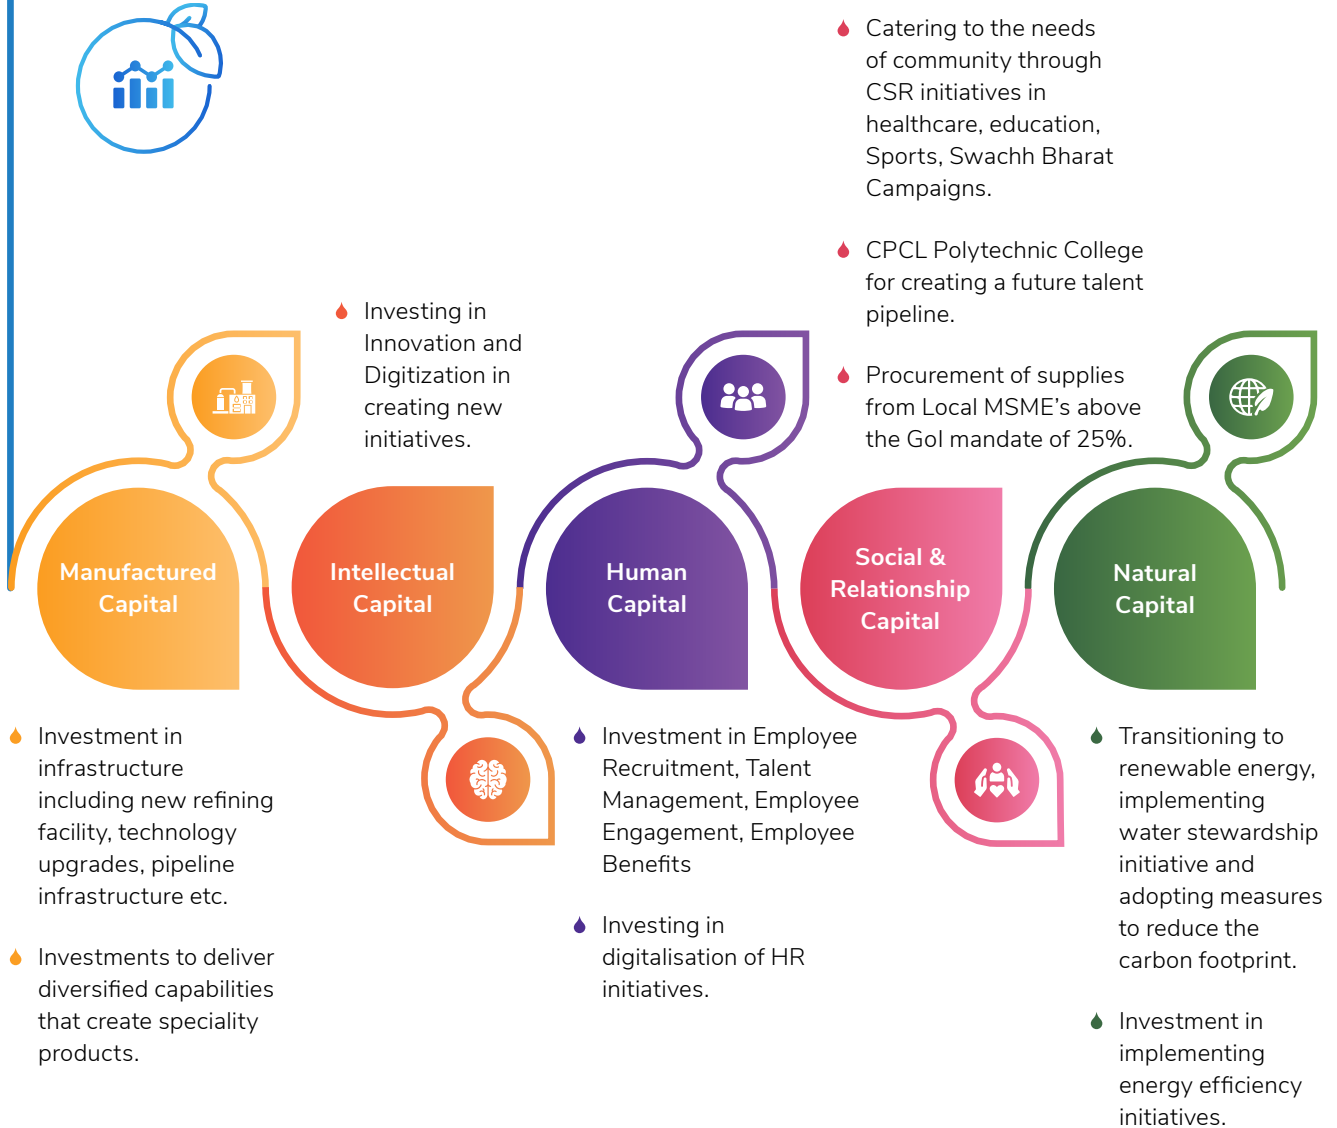 Manufactured
Capital
Investment in
infrastructure
including new refining
facility, technology
upgrades, pipeline
infrastructure etc.
Investments to deliver
diversified capabilities
that create speciality
products.
Investing in
Innovation and
Digitization in
creating new
initiatives.
Intellectual
Capital
Human
Capital
Investment in Employee
Recruitment, Talent
Management, Employee
Engagement, Employee
Benefits
Investing in
digitalisation of HR
initiatives.
Catering to the needs
of community through
CSR initiatives in
healthcare, education,
Sports, Swachh Bharat
Campaigns.
CPCL Polytechnic College
for creating a future talent
pipeline.
Procurement of supplies
from Local MSME’s above
the GoI mandate of 25%.
Social &
Relationship
Capital
Natural
Capital
Transitioning to
renewable energy,
implementing
water stewardship
initiative and
adopting measures
to reduce the
carbon footprint.
Investment in
implementing
energy efficiency
initiatives.